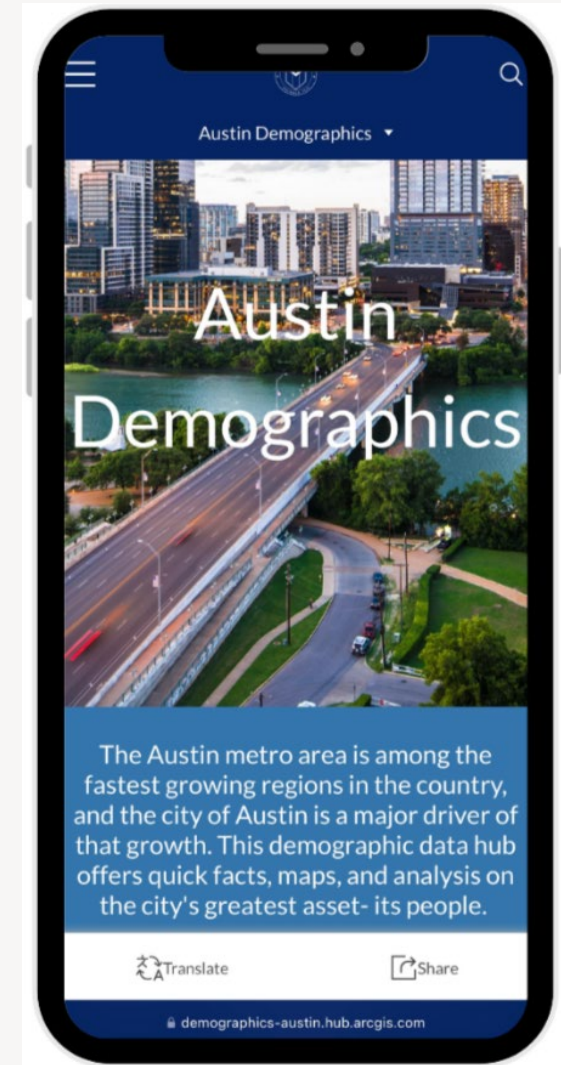 Austin Demographics
Austin
Demographics
The Austin metro area is among the
fastest growing regions in the country,
and the city of Austin is a major driver of
that growth. This demographic data hub
offers quick facts, maps, and analysis on
the city's greatest asset- its people.
Translate
Share
demographics-austin.hub.arcgis.com